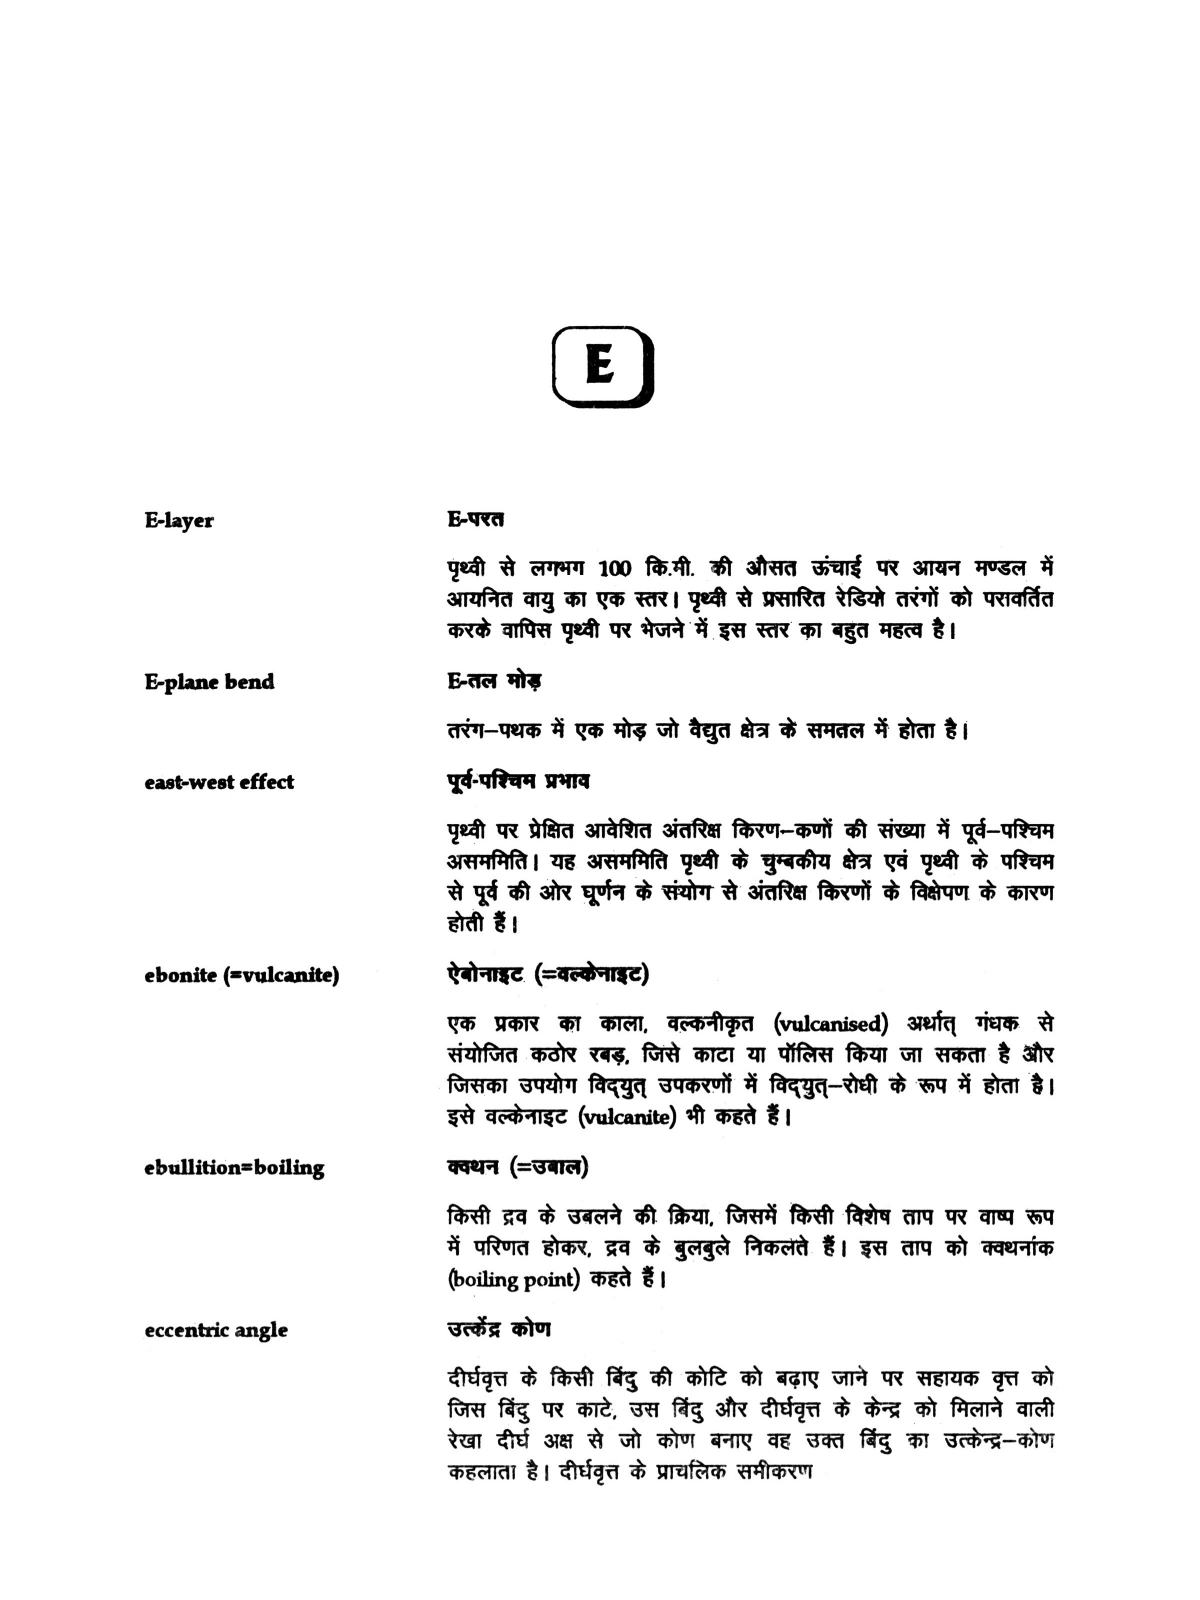 E
E-layer E-परत
पृथ्वी से लगभग 100 कि.मी. की औसत ऊंचाई पर आयन मण्डल में
आयनित वायु का एक स्तर। पृथ्वी से प्रसारित रेडियो तरंगों को परावर्तित
करके वापिस पृथ्वी पर भेजने में इस स्तर का बहुत महत्व है।
E-plane bend E-तल मोड़
तरंग–पथक में एक मोड़ जो वैद्युत क्षेत्र के समतल में होता है।
east-west effect पूर्व-पश्चिम प्रभाव
पृथ्वी पर प्रेक्षित आवेशित अंतरिक्ष किरण–कणों की संख्या में पूर्व–पश्चिम
असममिति। यह असममिति पृथ्वी के चुम्बकीय क्षेत्र एवं पृथ्वी के पश्चिम
से पूर्व की ओर घूर्णन के संयोग से अंतरिक्ष किरणों के विक्षेपण के कारण
होती हैं।
ebonite (=vulcanite) ऐबोनाइट (=वल्केनाइट)
एक प्रकार का काला, वल्कनीकृत (vulcanised) अर्थात् गंधक से
संयोजित कठोर रबड़, जिसे काटा या पॉलिस किया जा सकता है और
जिसका उपयोग विद्युत् उपकरणों में विद्युत्–रोधी के रूप में होता है।
इसे वल्केनाइट (vulcanite) भी कहते हैं।
ebullition=boiling क्वथन (=उबाल)
किसी द्रव के उबलने की क्रिया, जिसमें किसी विशेष ताप पर वाष्प रूप
में परिणत होकर, द्रव के बुलबुले निकलते हैं। इस ताप को क्वथनांक
(boiling point) कहते हैं।
eccentric angle उत्केंद्र कोण
दीर्घवृत्त के किसी बिंदु की कोटि को बढ़ाए जाने पर सहायक वृत्त को
जिस बिंदु पर काटे, उस बिंदु और दीर्घवृत्त के केन्द्र को मिलाने वाली
रेखा दीर्घ अक्ष से जो कोण बनाए वह उक्त बिंदु का उत्केन्द्र–कोण
कहलाता है। दीर्घवृत्त के प्राचलिक समीकरण